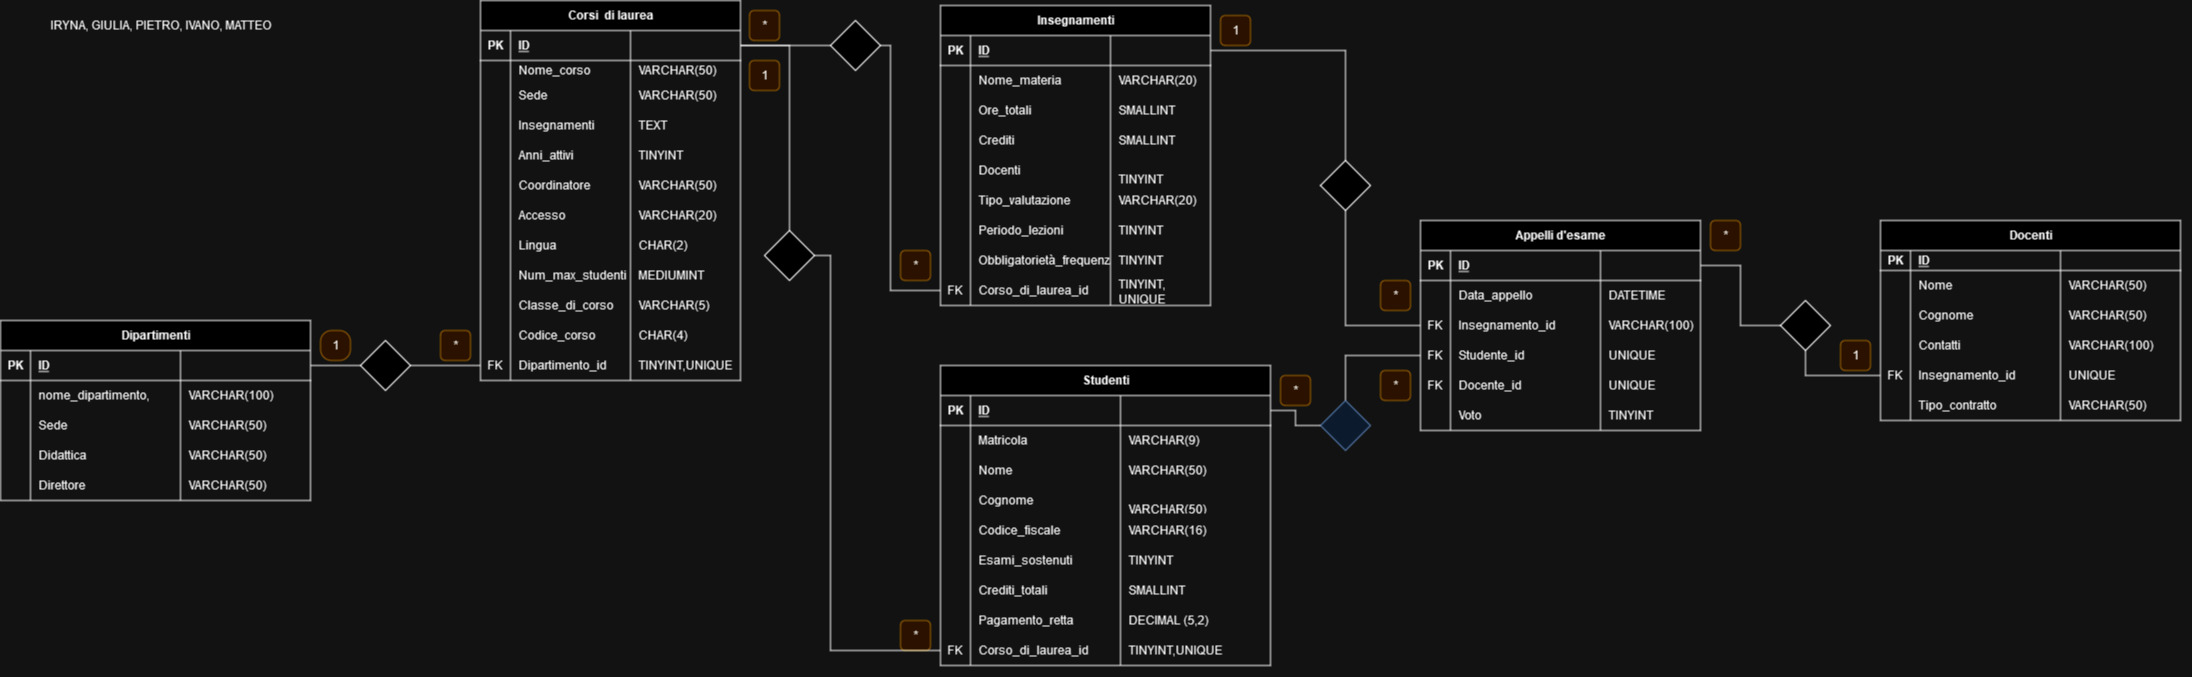 IRYNA, GIULIA, PIETRO, IVANO, MATTEO
Corsi di laurea
PK ID
Nome_corso VARCHAR(50)
Sede VARCHAR(50)
Insegnamenti TEXT
Anni_attivi TINYINT
Coordinatore VARCHAR(50)
Accesso VARCHAR(20)
Lingua CHAR(2)
Num_max_studenti MEDIUMINT
Classe_di_corso VARCHAR(5)
Codice_corso CHAR(4)
FK Dipartimento_id TINYINT,UNIQUE
*
1
Insegnamenti
PK ID
Nome_materia VARCHAR(20)
Ore_totali SMALLINT
Crediti SMALLINT
Docenti TINYINT
Tipo_valutazione VARCHAR(20)
Periodo_lezioni TINYINT
Obbligatorietà_frequenz TINYINT
FK Corso_di_laurea_id TINYINT,
UNIQUE
*
1
Dipartimenti
PK ID
nome_dipartimento, VARCHAR(100)
Sede VARCHAR(50)
Didattica VARCHAR(50)
Direttore VARCHAR(50)
1
*
Studenti
PK ID
Matricola VARCHAR(9)
Nome VARCHAR(50)
Cognome VARCHAR(50)
Codice_fiscale VARCHAR(16)
Esami_sostenuti TINYINT
Crediti_totali SMALLINT
Pagamento_retta DECIMAL (5,2)
FK Corso_di_laurea_id TINYINT,UNIQUE
*
*
Appelli d'esame
PK ID
Data_appello DATETIME
FK Insegnamento_id VARCHAR(100)
FK Studente_id UNIQUE
FK Docente_id UNIQUE
Voto TINYINT
*
*
*
Docenti
PK ID
Nome VARCHAR(50)
Cognome VARCHAR(50)
Contatti VARCHAR(100)
FK Insegnamento_id UNIQUE
Tipo_contratto VARCHAR(50)
1